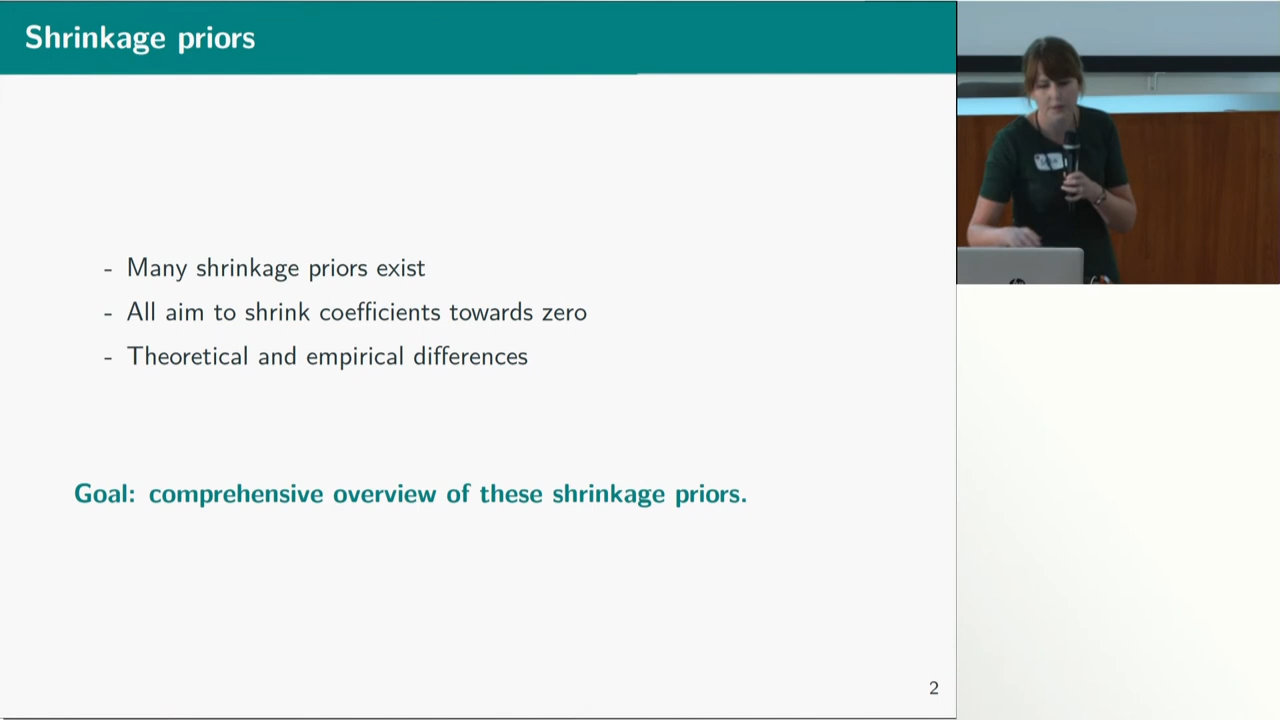 Shrinkage priors
- Many shrinkage priors exist
- All aim to shrink coefficients towards zero
- Theoretical and empirical differences
Goal: comprehensive overview of these shrinkage priors.
2